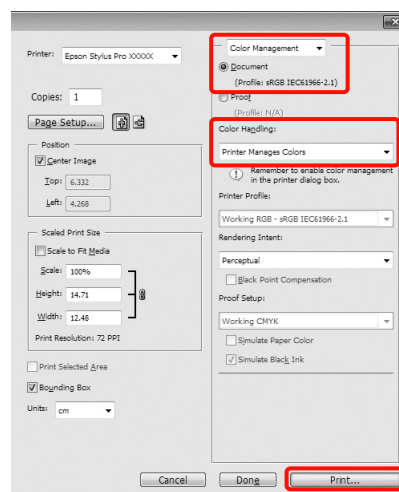 Printer: Epson Stylus Pro XXXXX
Copies: 1
Page Setup...
Position
Center Image
Top: 6.332
Left: 4.268
Scaled Print Size
Scale to Fit Media
Scale: 100%
Height: 14.71
Width: 12.48
Print Resolution: 72 PPI
Print Selected Area
Bounding Box
Units: cm
Color Management
Document
(Profile: sRGB IEC61966-2.1)
Proof
(Profile: N/A)
Color Handling:
Printer Manages Colors
Remember to enable color management
in the printer dialog box.
Printer Profile:
Working RGB - sRGB IEC61966-2.1
Rendering Intent:
Perceptual
Black Point Compensation
Proof Setup:
Working CMYK
Simulate Paper Color
Simulate Black Ink
Cancel
Done
Print...